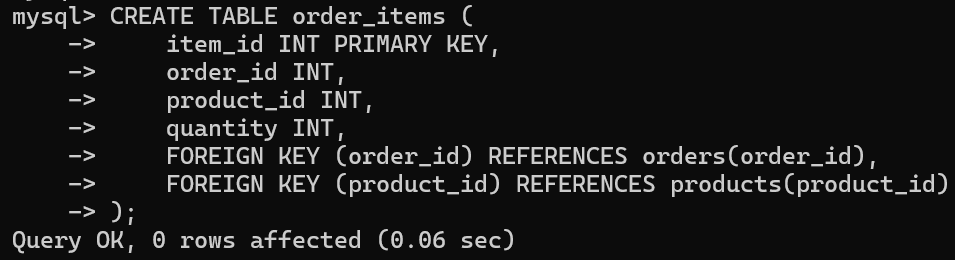 mysql> CREATE TABLE order_items (
    ->     item_id INT PRIMARY KEY,
    ->     order_id INT,
    ->     product_id INT,
    ->     quantity INT,
    ->     FOREIGN KEY (order_id) REFERENCES orders(order_id),
    ->     FOREIGN KEY (product_id) REFERENCES products(product_id)
    -> );
Query OK, 0 rows affected (0.06 sec)